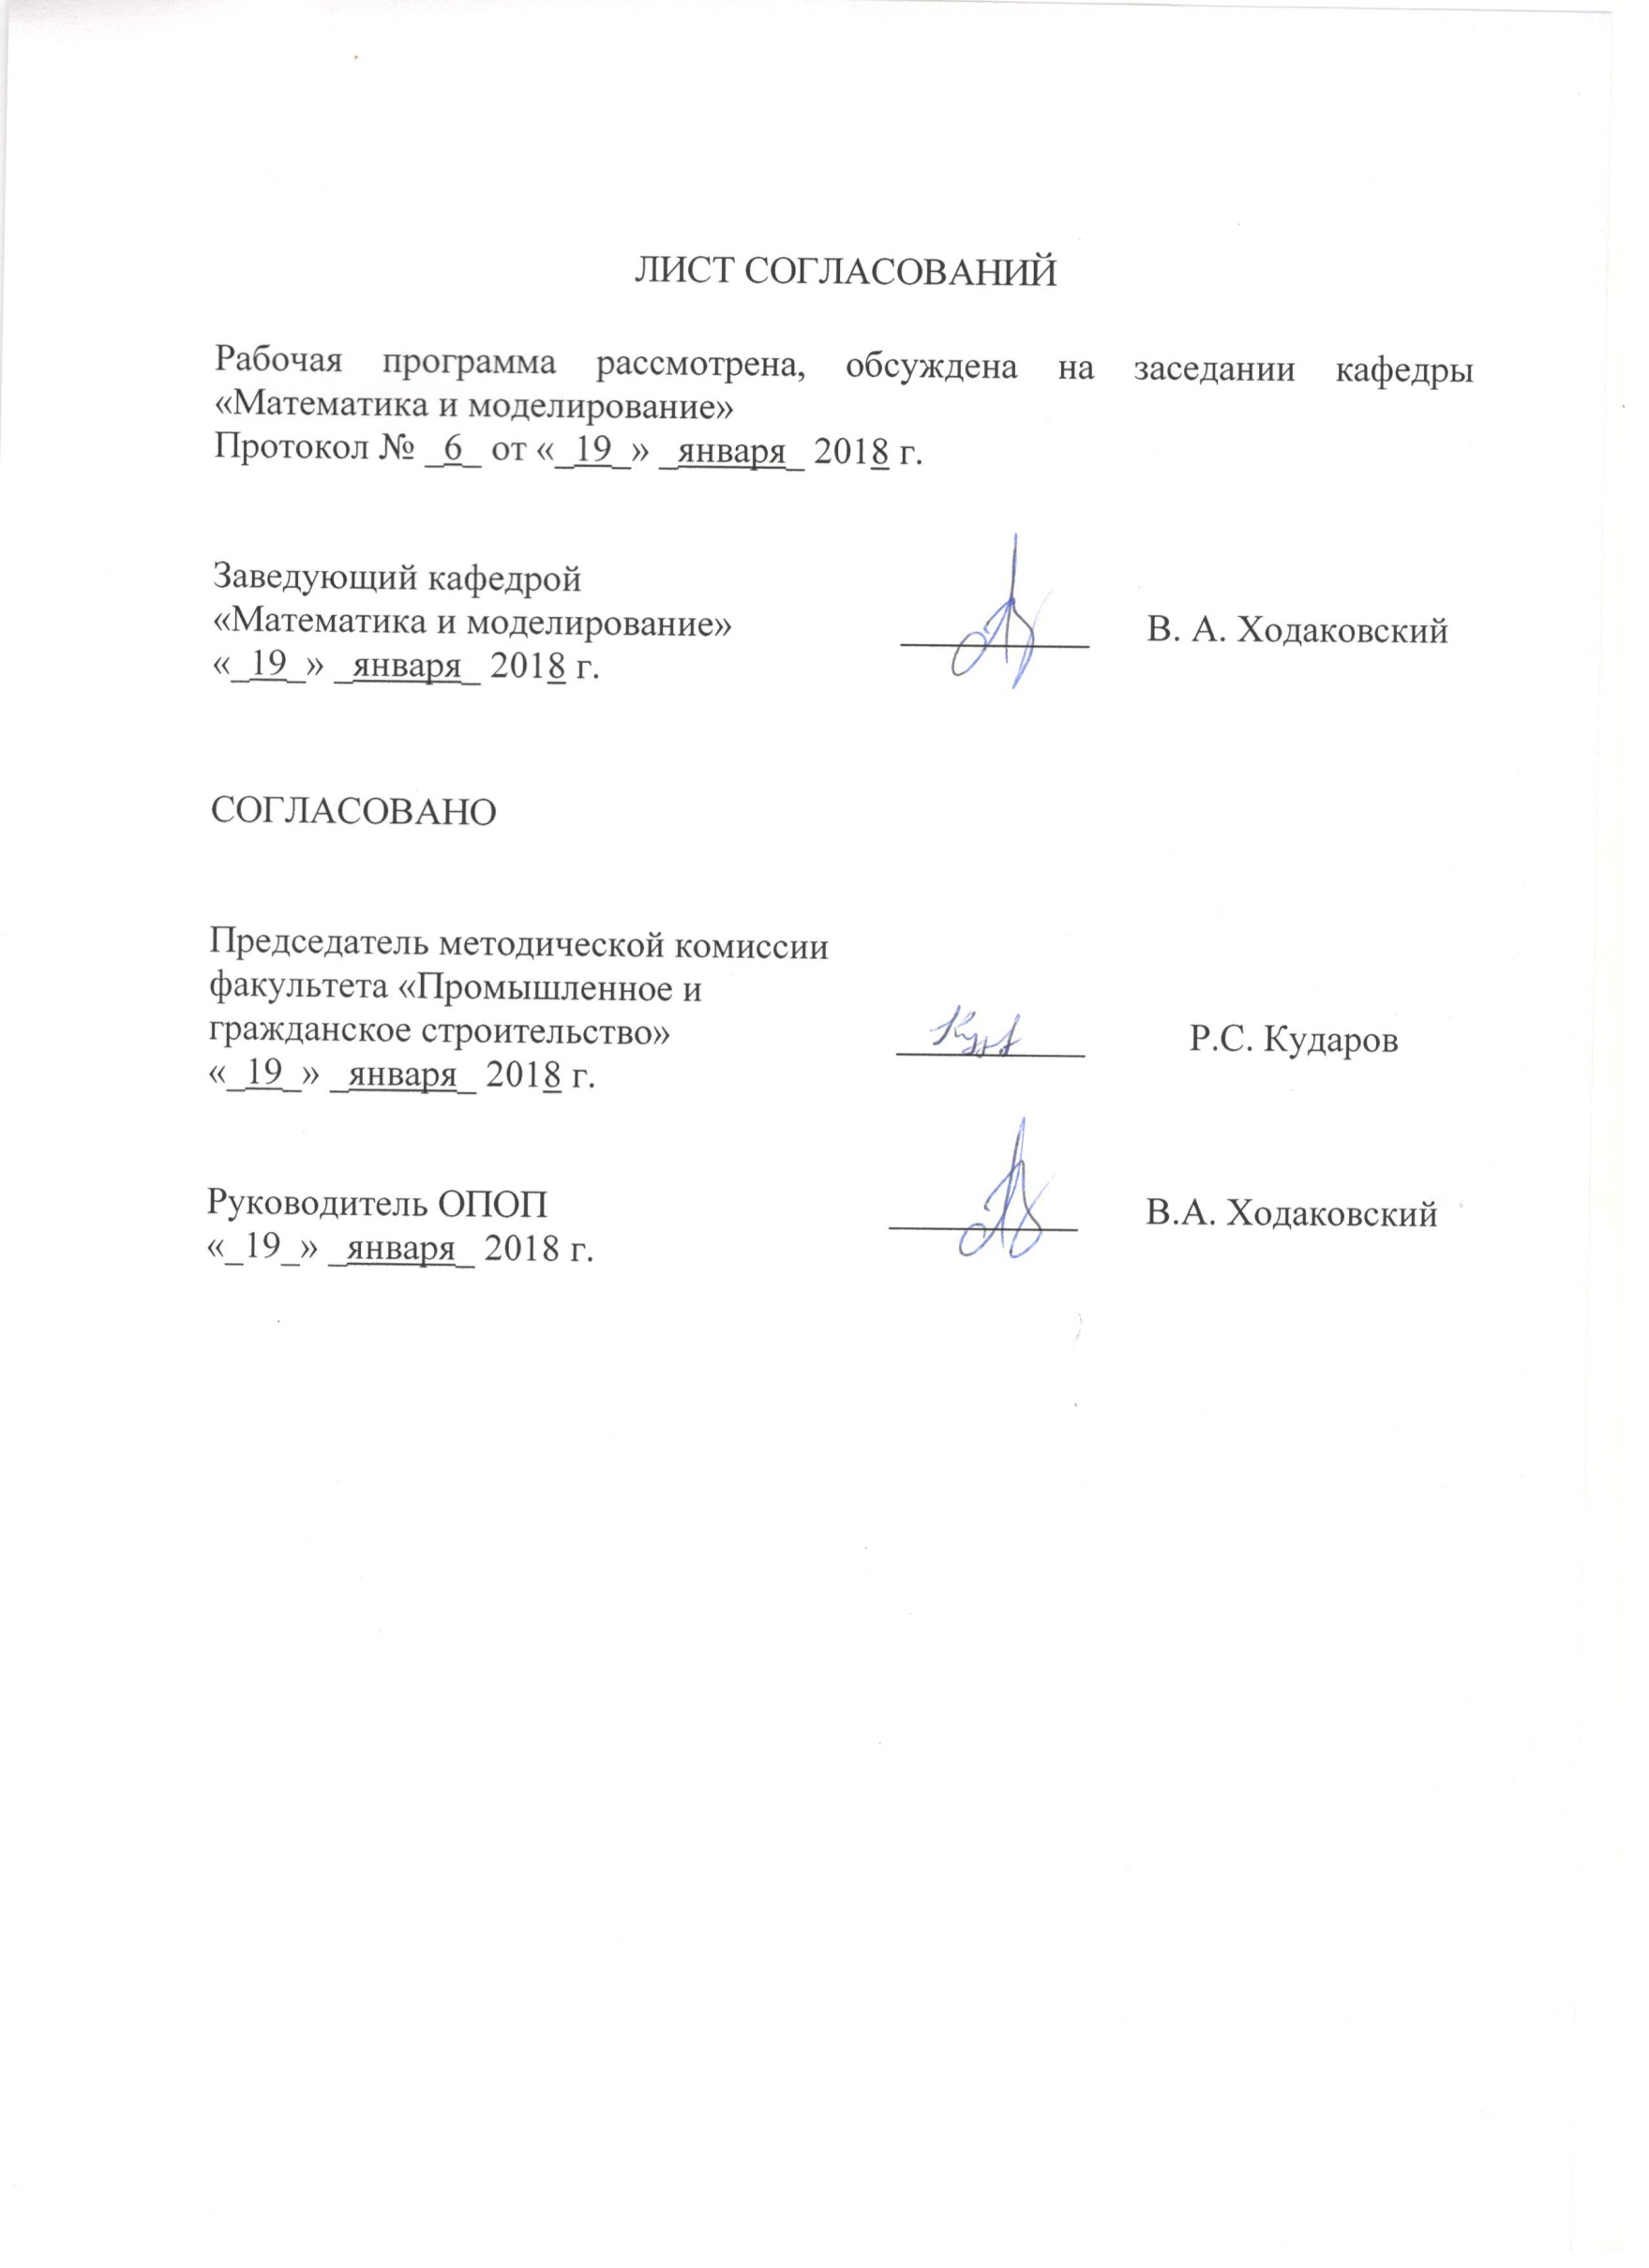 ЛИСТ СОГЛАСОВАНИЙ
Рабочая программа рассмотрена, обсуждена на заседании кафедры
«Математика и моделирование»
Протокол № _6_ от «_19_» _января_ 2018 г.
Заведующий кафедрой
«Математика и моделирование» В. А. Ходаковский
«_19_» _января_ 2018 г.
СОГЛАСОВАНО
Председатель методической комиссии
факультета «Промышленное и
гражданское строительство» Р.С. Кударов
«_19_» _января_ 2018 г.
Руководитель ОПОП В.А. Ходаковский
«_19_» _января_ 2018 г.